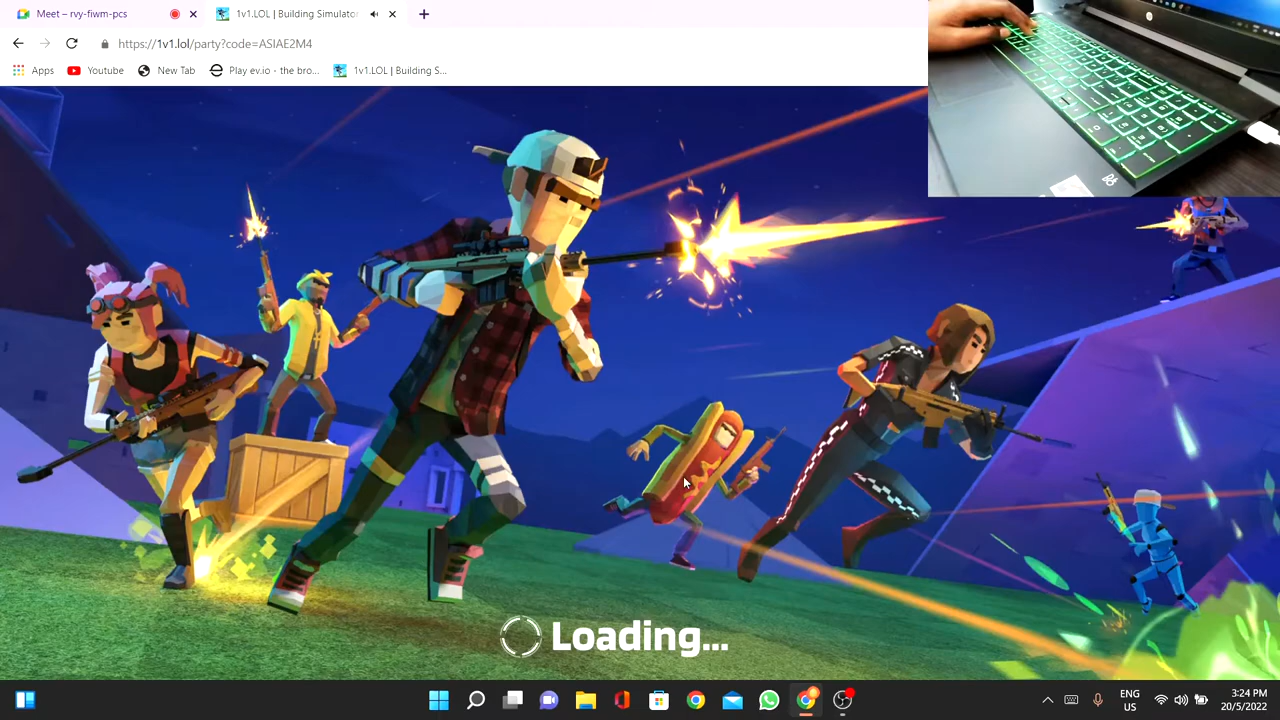 Meet – rvy-fiwm-pcs
1v1.LOL | Building Simulator
https://1v1.lol/party?code=ASIAE2M4
Apps
Youtube
New Tab
Play ev.io - the bro...
1v1.LOL | Building S...
Loading...
ENG
US
3:24 PM
20/5/2022